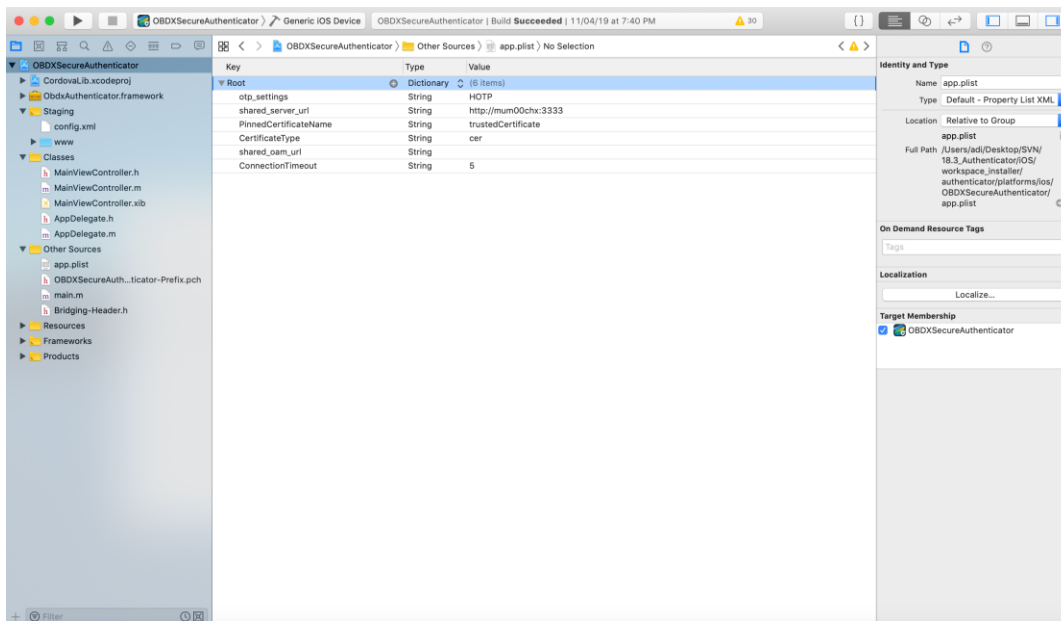 OBDXSecureAuthenticator 〉 Generic iOS Device
OBDXSecureAuthenticator | Build Succeeded | 11/04/19 at 7:40 PM
30
{}
OBDXSecureAuthenticator
CordovaLib.xcodeproj
ObdxAuthenticator.framework
Staging
config.xml
www
Classes
MainViewController.h
MainViewController.m
MainViewController.xib
AppDelegate.h
AppDelegate.m
Other Sources
app.plist
OBDXSecureAuth...ticator-Prefix.pch
main.m
Bridging-Header.h
Resources
Frameworks
Products
Filter
OBDXSecureAuthenticator 〉 Other Sources 〉 app.plist 〉 No Selection
Key Type Value
Root Dictionary (6 items)
otp_settings String HOTP
shared_server_url String http://mum00chx:3333
PinnedCertificateName String trustedCertificate
CertificateType String cer
shared_oam_url String
ConnectionTimeout String 5
Identity and Type
Name app.plist
Type Default - Property List XML
Location Relative to Group
app.plist
Full Path /Users/adi/Desktop/SVN/
18.3_Authenticator/iOS/
workspace_installer/
authenticator/platforms/ios/
OBDXSecureAuthenticator/
app.plist
On Demand Resource Tags
Tags
Localization
Localize...
Target Membership
OBDXSecureAuthenticator